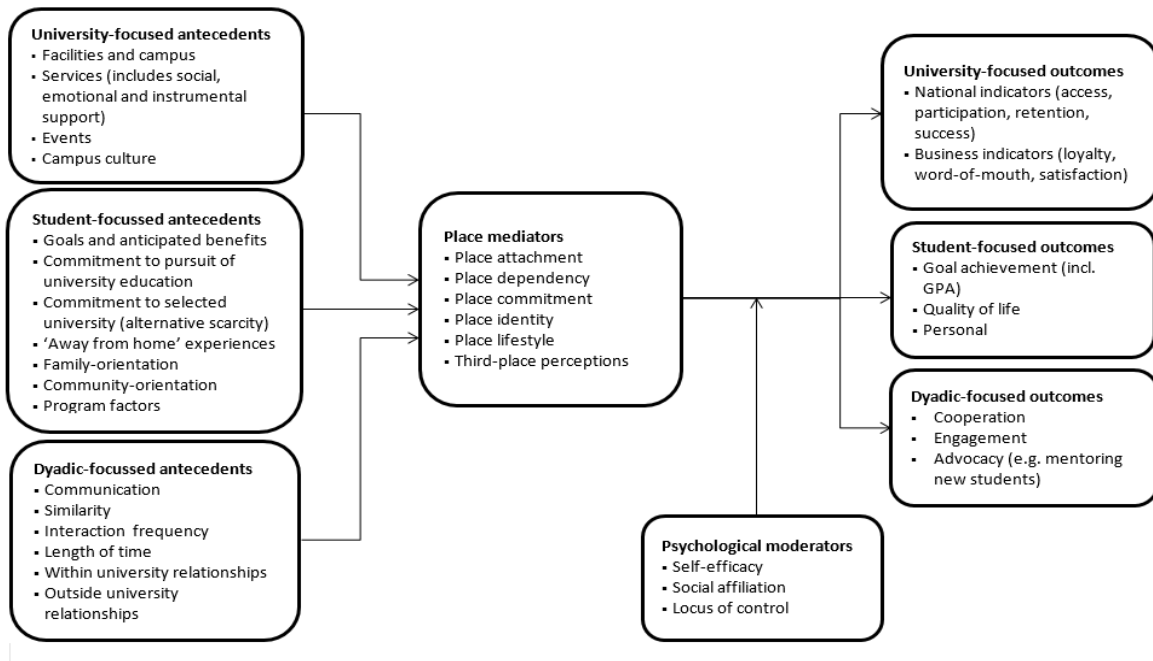 University-focused antecedents
▪ Facilities and campus
▪ Services (includes social,
emotional and instrumental
support)
▪ Events
▪ Campus culture
Student-focussed antecedents
▪ Goals and anticipated benefits
▪ Commitment to pursuit of
university education
▪ Commitment to selected
university (alternative scarcity)
▪ ‘Away from home’ experiences
▪ Family-orientation
▪ Community-orientation
▪ Program factors
Dyadic-focussed antecedents
▪ Communication
▪ Similarity
▪ Interaction frequency
▪ Length of time
▪ Within university relationships
▪ Outside university
relationships
Place mediators
▪ Place attachment
▪ Place dependency
▪ Place commitment
▪ Place identity
▪ Place lifestyle
▪ Third-place perceptions
Psychological moderators
▪ Self-efficacy
▪ Social affiliation
▪ Locus of control
University-focused outcomes
▪ National indicators (access,
participation, retention,
success)
▪ Business indicators (loyalty,
word-of-mouth, satisfaction)
Student-focused outcomes
▪ Goal achievement (incl.
GPA)
▪ Quality of life
▪ Personal
Dyadic-focused outcomes
▪ Cooperation
▪ Engagement
▪ Advocacy (e.g. mentoring
new students)